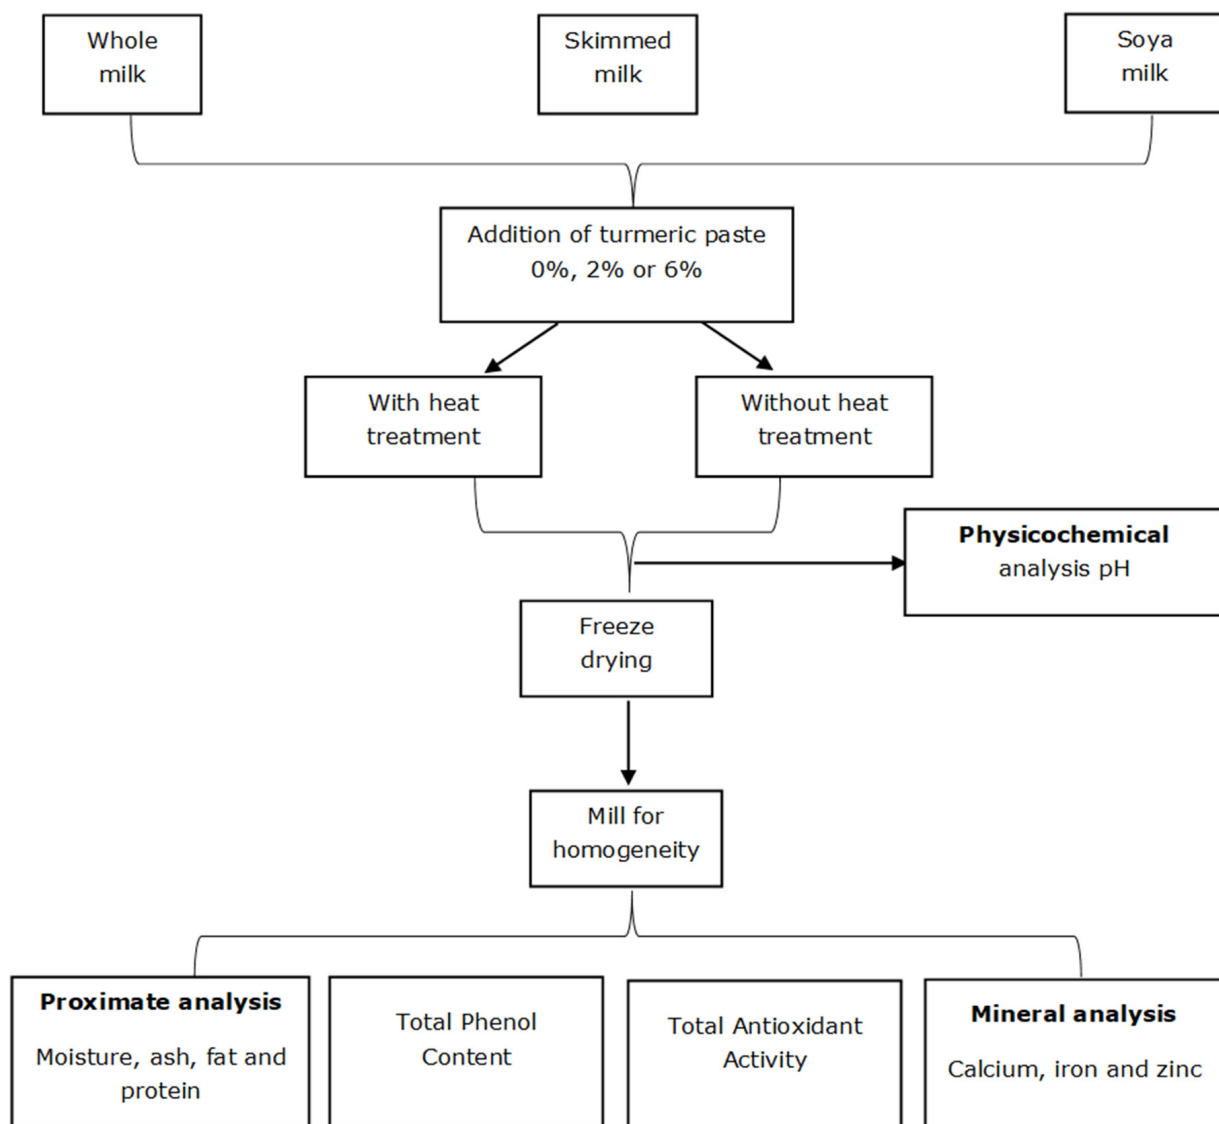 Whole
milk
Skimmed
milk
Soya
milk
Addition of turmeric paste
0%, 2% or 6%
With heat
treatment
Without heat
treatment
Physicochemical
analysis pH
Freeze
drying
Mill for
homogeneity
Proximate analysis
Moisture, ash, fat and
protein
Total Phenol
Content
Total Antioxidant
Activity
Mineral analysis
Calcium, iron and zinc